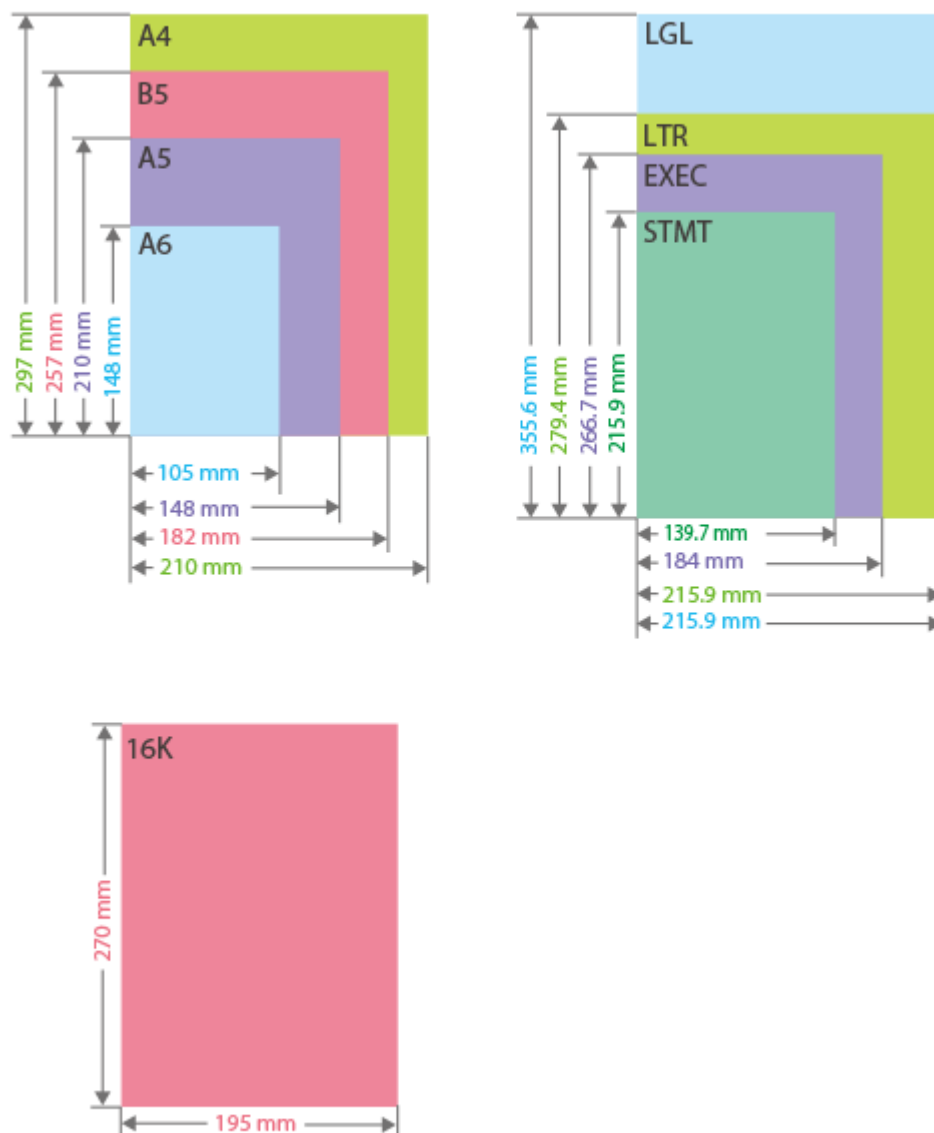 A4
B5
A5
A6
297 mm
257 mm
210 mm
148 mm
105 mm
148 mm
182 mm
210 mm
LGL
LTR
EXEC
STMT
355.6 mm
279.4 mm
266.7 mm
215.9 mm
139.7 mm
184 mm
215.9 mm
215.9 mm
16K
270 mm
195 mm